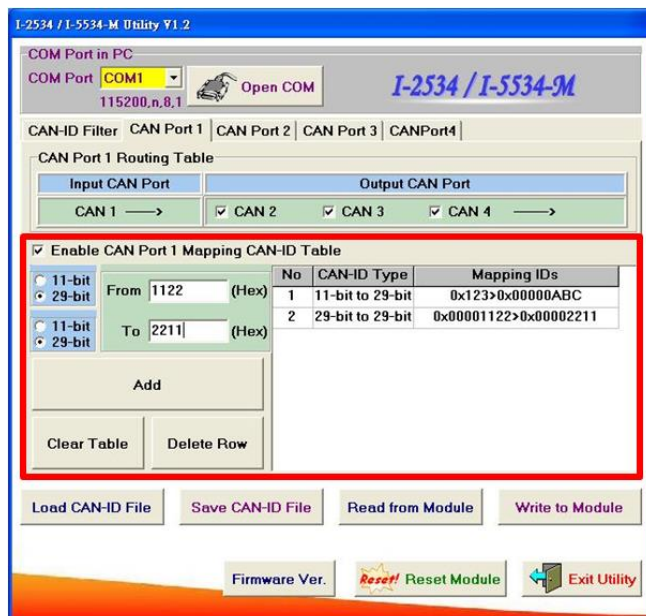 I-2534 / I-5534-M Utility V1.2
COM Port in PC
COM Port COM1
115200,n,8,1
Open COM
I-2534 / I-5534-M
CAN-ID Filter CAN Port 1 CAN Port 2 CAN Port 3 CANPort4
CAN Port 1 Routing Table
Input CAN Port Output CAN Port
CAN 1 ---> CAN 2 CAN 3 CAN 4 --->
Enable CAN Port 1 Mapping CAN-ID Table
11-bit
29-bit
From 1122 (Hex)
11-bit
29-bit
To 2211 (Hex)
No CAN-ID Type Mapping IDs
1 11-bit to 29-bit 0x123>0x00000ABC
2 29-bit to 29-bit 0x00001122>0x00002211
Add
Clear Table Delete Row
Load CAN-ID File Save CAN-ID File Read from Module Write to Module
Firmware Ver. Reset! Reset Module Exit Utility